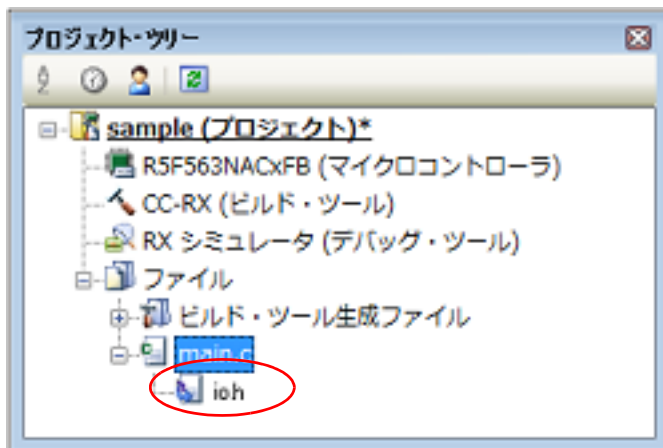 プロジェクト・ツリー
sample (プロジェクト)*
R5F563NACxFB (マイクロコントローラ)
CC-RX (ビルド・ツール)
RX シミュレータ (デバッグ・ツール)
ファイル
ビルド・ツール生成ファイル
main.c
ioh